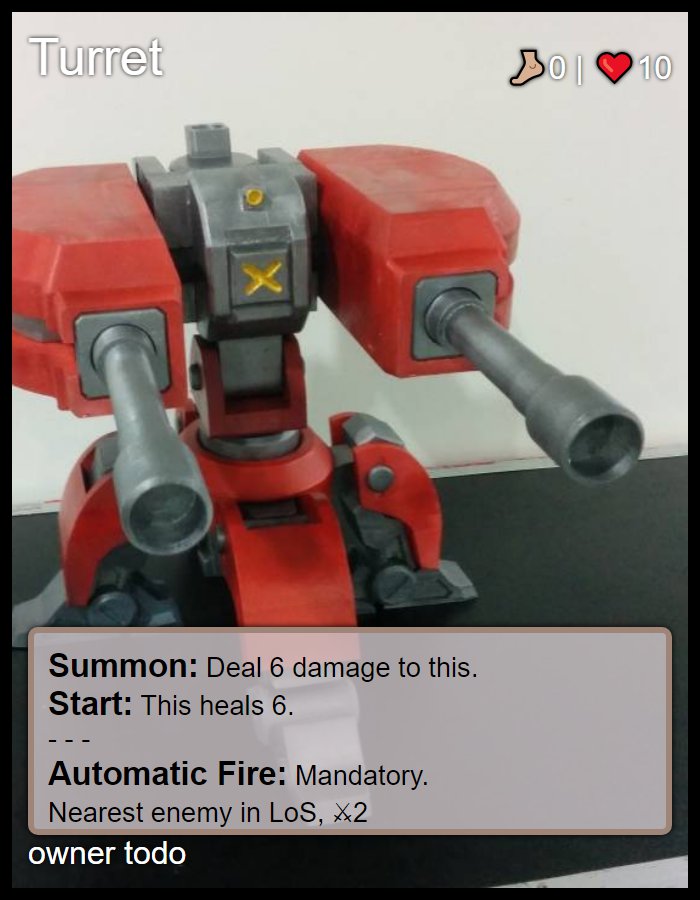 Turret
🦶0 | ❤️10
Summon: Deal 6 damage to this.
Start: This heals 6.
- - -
Automatic Fire: Mandatory.
Nearest enemy in LoS, ⚔2
owner todo